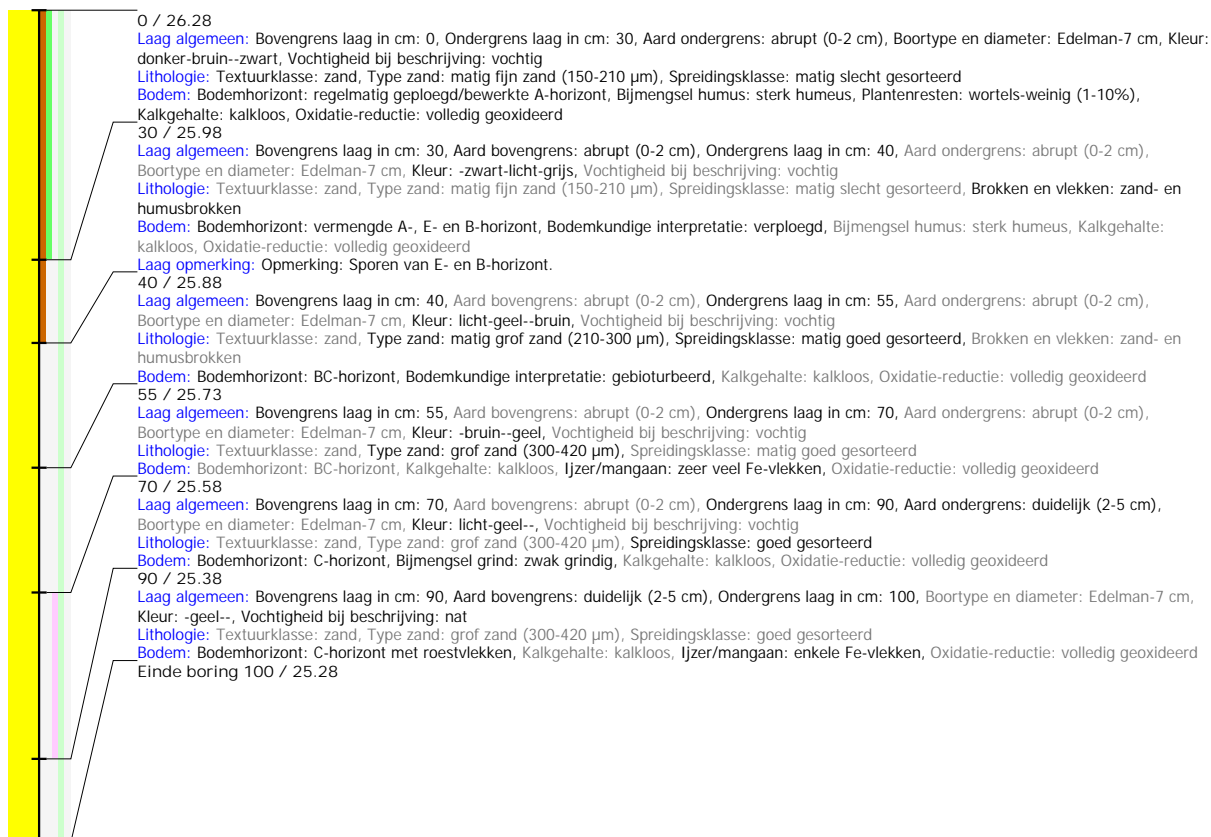 0 / 26.28
Laag algemeen: Bovengrens laag in cm: 0, Ondergrens laag in cm: 30, Aard ondergrens: abrupt (0-2 cm), Boortype en diameter: Edelman-7 cm, Kleur:
donker-bruin--zwart, Vochtigheid bij beschrijving: vochtig
Lithologie: Textuurklasse: zand, Type zand: matig fijn zand (150-210 µm), Spreidingsklasse: matig slecht gesorteerd
Bodem: Bodemhorizont: regelmatig geploegd/bewerkte A-horizont, Bijmengsel humus: sterk humeus, Plantenresten: wortels-weinig (1-10%),
Kalkgehalte: kalkloos, Oxidatie-reductie: volledig geoxideerd
30 / 25.98
Laag algemeen: Bovengrens laag in cm: 30, Aard bovengrens: abrupt (0-2 cm), Ondergrens laag in cm: 40, Aard ondergrens: abrupt (0-2 cm),
Boortype en diameter: Edelman-7 cm, Kleur: -zwart-licht-grijs, Vochtigheid bij beschrijving: vochtig
Lithologie: Textuurklasse: zand, Type zand: matig fijn zand (150-210 µm), Spreidingsklasse: matig slecht gesorteerd, Brokken en vlekken: zand- en
humusbrokken
Bodem: Bodemhorizont: vermengde A-, E- en B-horizont, Bodemkundige interpretatie: verploegd, Bijmengsel humus: sterk humeus, Kalkgehalte:
kalkloos, Oxidatie-reductie: volledig geoxideerd
Laag opmerking: Opmerking: Sporen van E- en B-horizont.
40 / 25.88
Laag algemeen: Bovengrens laag in cm: 40, Aard bovengrens: abrupt (0-2 cm), Ondergrens laag in cm: 55, Aard ondergrens: abrupt (0-2 cm),
Boortype en diameter: Edelman-7 cm, Kleur: licht-geel--bruin, Vochtigheid bij beschrijving: vochtig
Lithologie: Textuurklasse: zand, Type zand: matig grof zand (210-300 µm), Spreidingsklasse: matig goed gesorteerd, Brokken en vlekken: zand- en
humusbrokken
Bodem: Bodemhorizont: BC-horizont, Bodemkundige interpretatie: gebioturbeerd, Kalkgehalte: kalkloos, Oxidatie-reductie: volledig geoxideerd
55 / 25.73
Laag algemeen: Bovengrens laag in cm: 55, Aard bovengrens: abrupt (0-2 cm), Ondergrens laag in cm: 70, Aard ondergrens: abrupt (0-2 cm),
Boortype en diameter: Edelman-7 cm, Kleur: -bruin--geel, Vochtigheid bij beschrijving: vochtig
Lithologie: Textuurklasse: zand, Type zand: grof zand (300-420 µm), Spreidingsklasse: matig goed gesorteerd
Bodem: Bodemhorizont: BC-horizont, Kalkgehalte: kalkloos, Ijzer/mangaan: zeer veel Fe-vlekken, Oxidatie-reductie: volledig geoxideerd
70 / 25.58
Laag algemeen: Bovengrens laag in cm: 70, Aard bovengrens: abrupt (0-2 cm), Ondergrens laag in cm: 90, Aard ondergrens: duidelijk (2-5 cm),
Boortype en diameter: Edelman-7 cm, Kleur: licht-geel--, Vochtigheid bij beschrijving: vochtig
Lithologie: Textuurklasse: zand, Type zand: grof zand (300-420 µm), Spreidingsklasse: goed gesorteerd
Bodem: Bodemhorizont: C-horizont, Bijmengsel grind: zwak grindig, Kalkgehalte: kalkloos, Oxidatie-reductie: volledig geoxideerd
90 / 25.38
Laag algemeen: Bovengrens laag in cm: 90, Aard bovengrens: duidelijk (2-5 cm), Ondergrens laag in cm: 100, Boortype en diameter: Edelman-7 cm,
Kleur: -geel--, Vochtigheid bij beschrijving: nat
Lithologie: Textuurklasse: zand, Type zand: grof zand (300-420 µm), Spreidingsklasse: goed gesorteerd
Bodem: Bodemhorizont: C-horizont met roestvlekken, Kalkgehalte: kalkloos, Ijzer/mangaan: enkele Fe-vlekken, Oxidatie-reductie: volledig geoxideerd
Einde boring 100 / 25.28